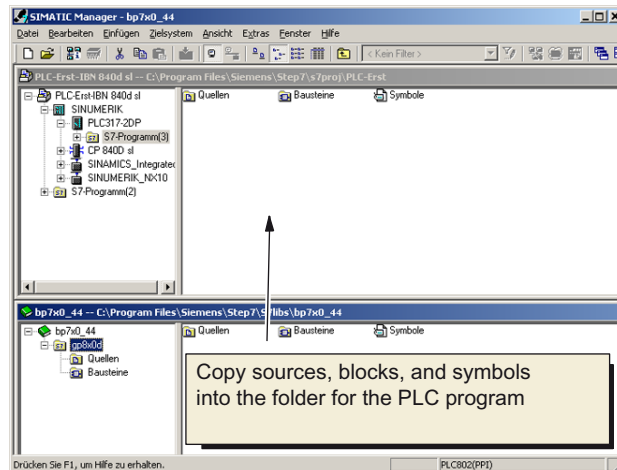 SIMATIC Manager - bp7x0_44
Datei Bearbeiten Einfügen Zielsystem Ansicht Extras Fenster Hilfe
< Kein Filter >
PLC-Erst-IBN 840d sl -- C:\Program Files\Siemens\Step7\s7proj\PLC-Erst
PLC-Erst-IBN 840d sl
SINUMERIK
PLC317-2DP
S7-Programm(3)
CP 840D sl
SINAMICS_Integrated
SINUMERIK_NX10
S7-Programm(2)
Quellen Bausteine Symbole
bp7x0_44 -- C:\Program Files\Siemens\Step7\S7libs\bp7x0_44
bp7x0_44
gp8x0d
Quellen
Bausteine
Quellen Bausteine Symbole
Copy sources, blocks, and symbols
into the folder for the PLC program
Drücken Sie F1, um Hilfe zu erhalten. PLC802(PPI)